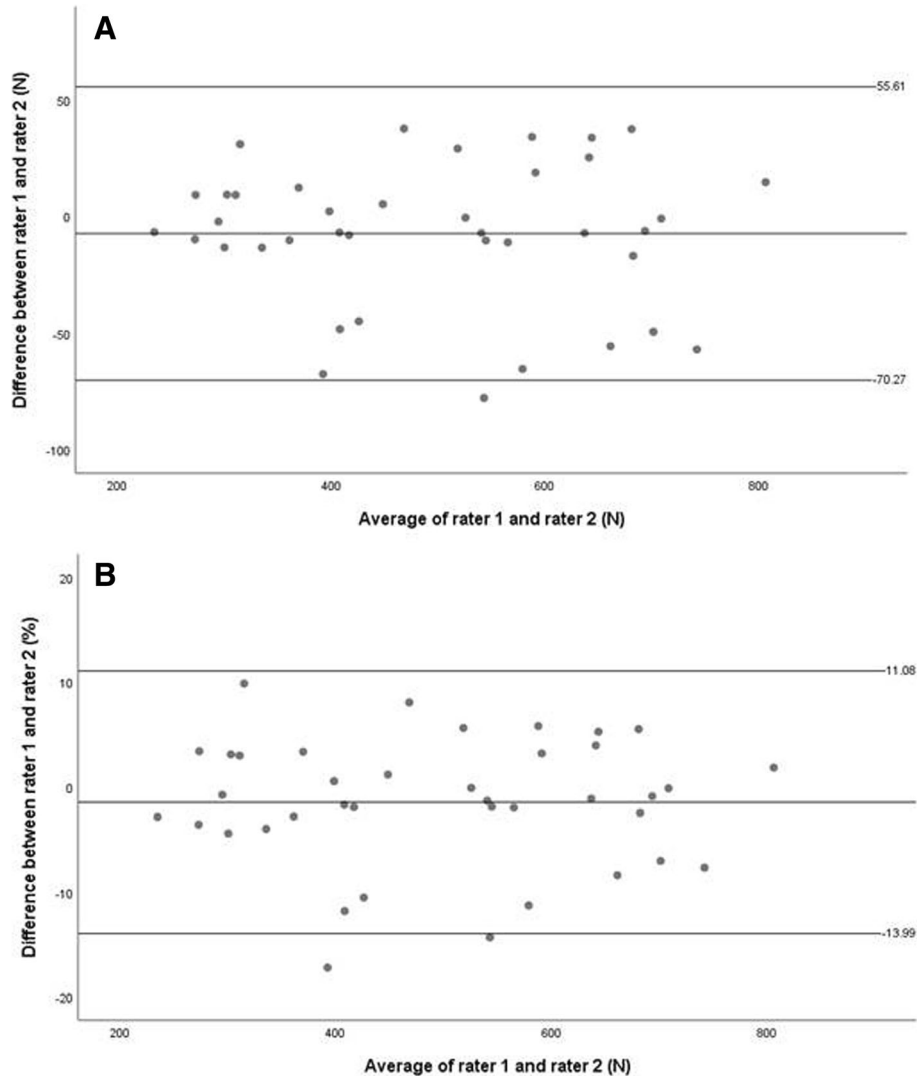 A
Difference between rater 1 and rater 2 (N)
55.61
50
0
-50
-70.27
-100
200 400 600 800
Average of rater 1 and rater 2 (N)
B
Difference between rater 1 and rater 2 (%)
20
11.08
10
0
-10
-13.99
-20
200 400 600 800
Average of rater 1 and rater 2 (N)